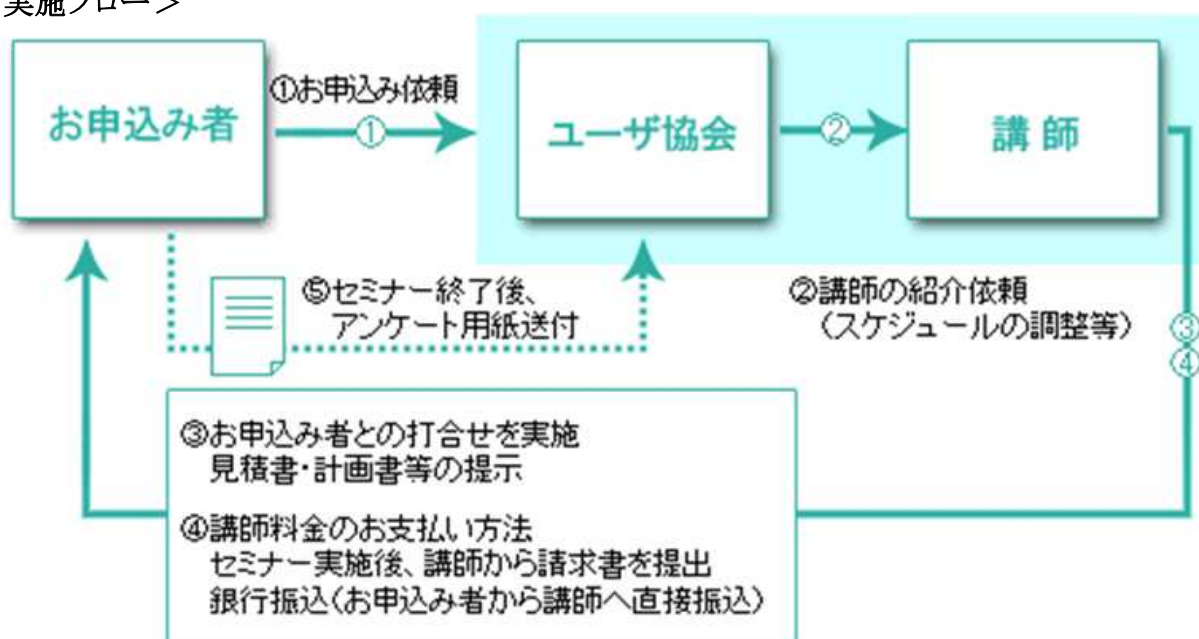 実施フロー＞
お申込み者
①お申込み依頼
①
ユーザ協会
②
講師
⑤セミナー終了後、
アンケート用紙送付
②講師の紹介依頼
（スケジュールの調整等）
③
④
③お申込み者との打合せを実施
見積書・計画書等の提示
④講師料金のお支払い方法
セミナー実施後、講師から請求書を提出
銀行振込（お申込み者から講師へ直接振込）